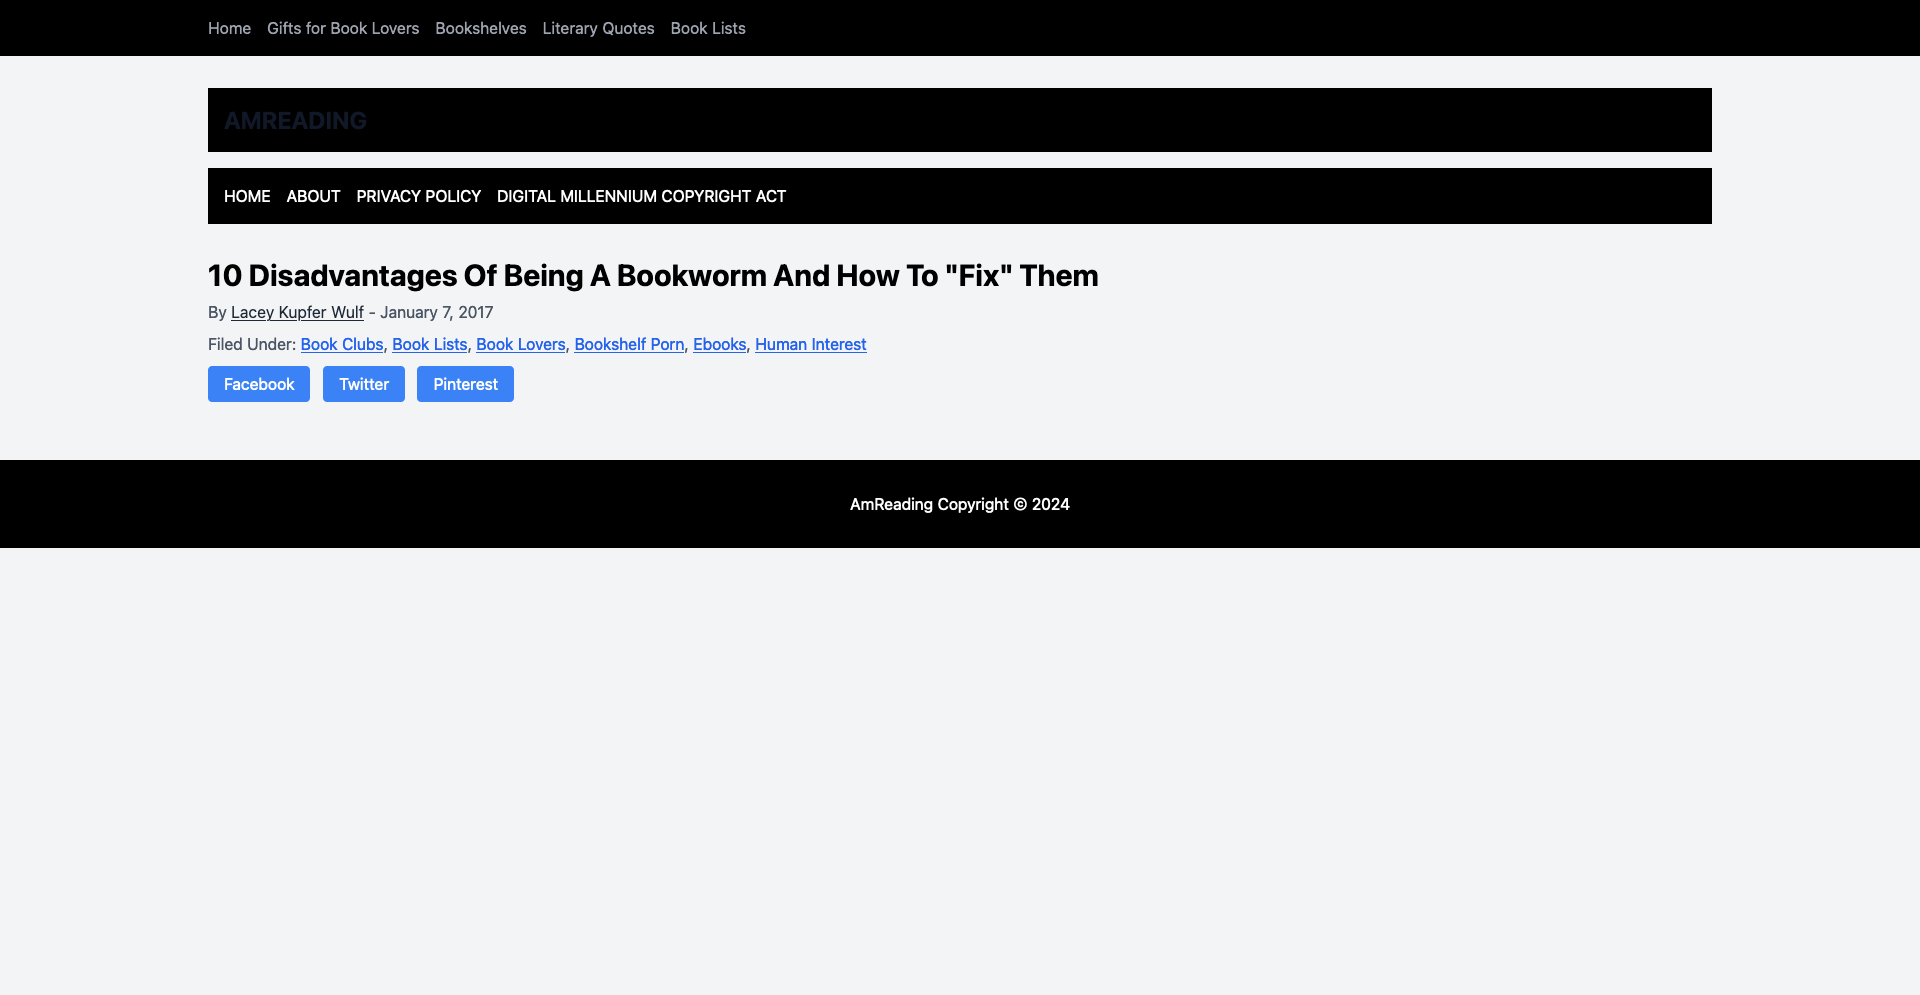 Home Gifts for Book Lovers Bookshelves Literary Quotes Book Lists
AMREADING
HOME ABOUT PRIVACY POLICY DIGITAL MILLENNIUM COPYRIGHT ACT
10 Disadvantages Of Being A Bookworm And How To "Fix" Them
By Lacey Kupfer Wulf - January 7, 2017
Filed Under: Book Clubs, Book Lists, Book Lovers, Bookshelf Porn, Ebooks, Human Interest
Facebook Twitter Pinterest
AmReading Copyright © 2024